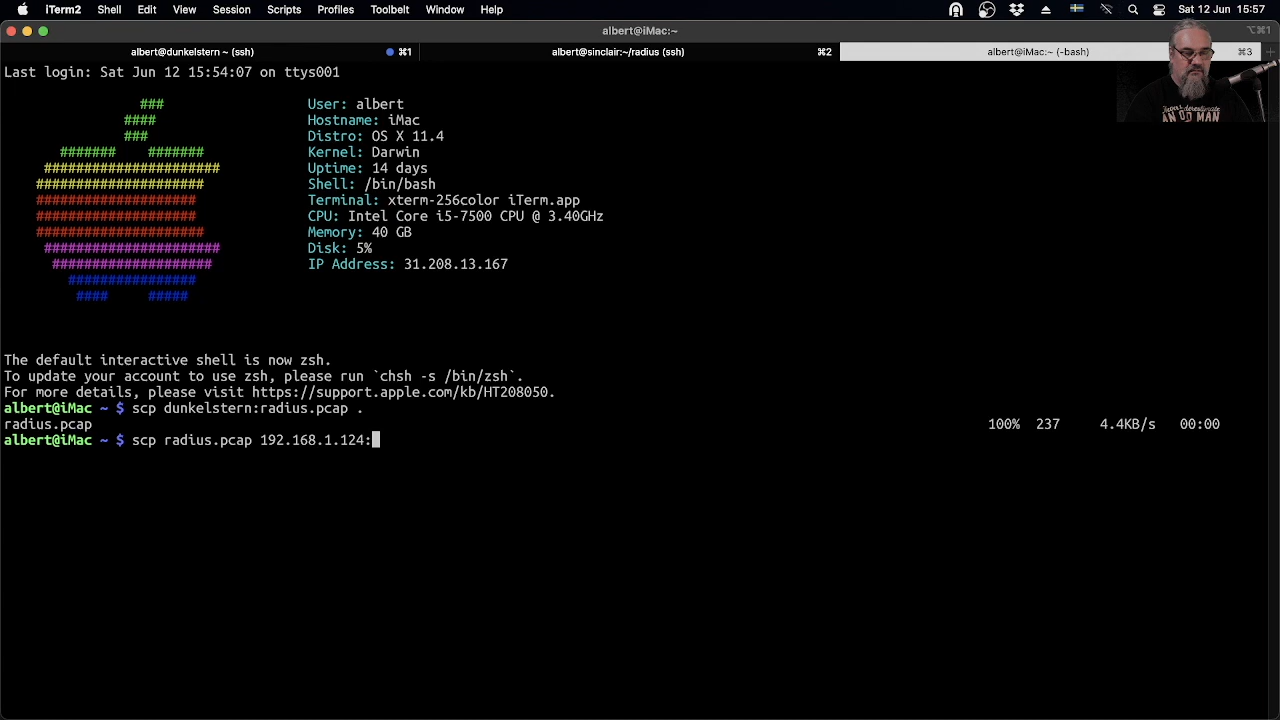 iTerm2 Shell Edit View Session Scripts Profiles Toolbelt Window Help Sat 12 Jun 15:57
albert@iMac:~ ⌥⌘1
albert@dunkelstern ~ (ssh) ⌘1 albert@sinclair:~/radius (ssh) ⌘2 albert@iMac:~ (-bash) ⌘3
Last login: Sat Jun 12 15:54:07 on ttys001
### User: albert
#### Hostname: iMac
### Distro: OS X 11.4
####### ####### Kernel: Darwin
###################### Uptime: 14 days
##################### Shell: /bin/bash
#################### Terminal: xterm-256color iTerm.app
#################### CPU: Intel Core i5-7500 CPU @ 3.40GHz
##################### Memory: 40 GB
###################### Disk: 5%
#################### IP Address: 31.208.13.167
################
#### #####
The default interactive shell is now zsh.
To update your account to use zsh, please run `chsh -s /bin/zsh`.
For more details, please visit https://support.apple.com/kb/HT208050.
albert@iMac ~ $ scp dunkelstern:radius.pcap .
radius.pcap 100% 237 4.4KB/s 00:00
albert@iMac ~ $ scp radius.pcap 192.168.1.124: